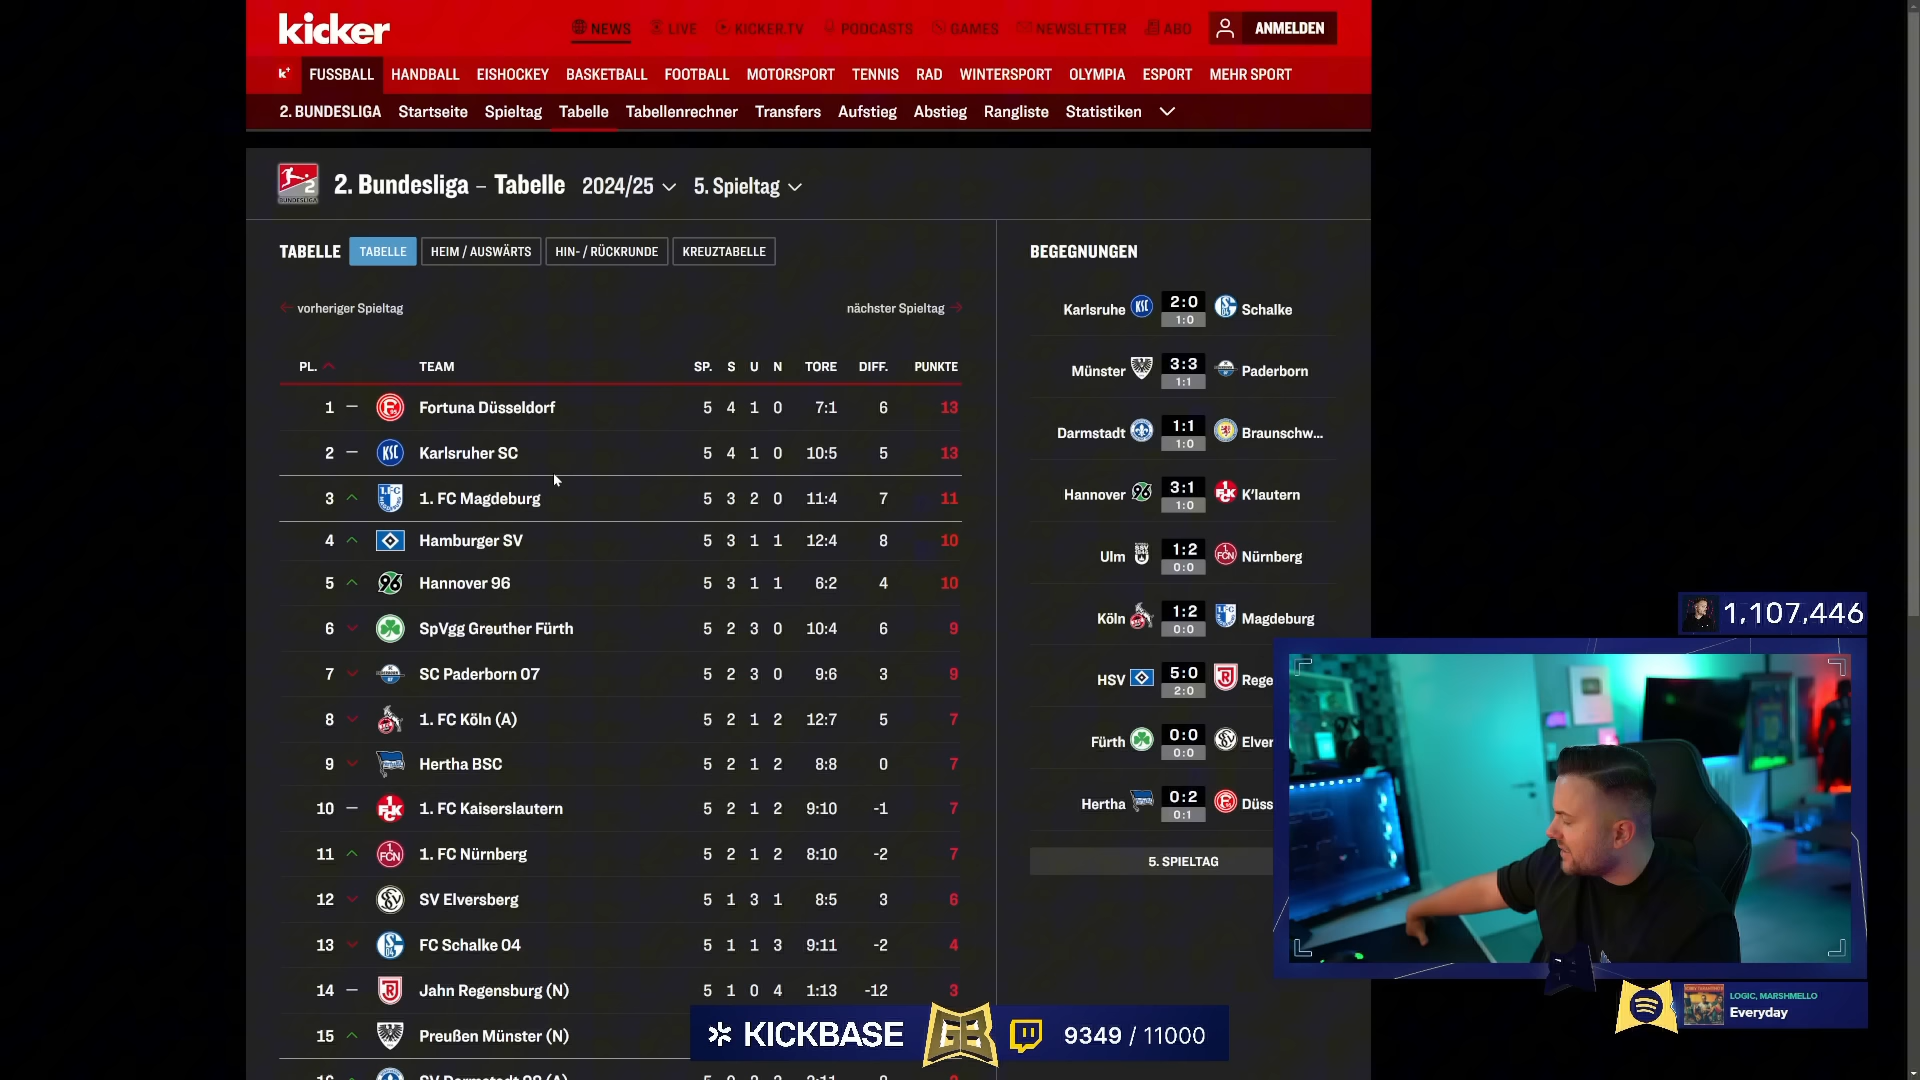 kicker
NEWS LIVE KICKER.TV PODCASTS GAMES NEWSLETTER ABO ANMELDEN
k+ FUSSBALL HANDBALL EISHOCKEY BASKETBALL FOOTBALL MOTORSPORT TENNIS RAD WINTERSPORT OLYMPIA ESPORT MEHR SPORT
2. BUNDESLIGA Startseite Spieltag Tabelle Tabellenrechner Transfers Aufstieg Abstieg Rangliste Statistiken
2. Bundesliga – Tabelle 2024/25 5. Spieltag
TABELLE TABELLE HEIM / AUSWÄRTS HIN- / RÜCKRUNDE KREUZTABELLE
← vorheriger Spieltag nächster Spieltag →
PL. TEAM SP. S U N TORE DIFF. PUNKTE
1 – Fortuna Düsseldorf 5 4 1 0 7:1 6 13
2 – Karlsruher SC 5 4 1 0 10:5 5 13
3 1. FC Magdeburg 5 3 2 0 11:4 7 11
4 Hamburger SV 5 3 1 1 12:4 8 10
5 Hannover 96 5 3 1 1 6:2 4 10
6 SpVgg Greuther Fürth 5 2 3 0 10:4 6 9
7 SC Paderborn 07 5 2 3 0 9:6 3 9
8 1. FC Köln (A) 5 2 1 2 12:7 5 7
9 Hertha BSC 5 2 1 2 8:8 0 7
10 – 1. FC Kaiserslautern 5 2 1 2 9:10 -1 7
11 1. FC Nürnberg 5 2 1 2 8:10 -2 7
12 SV Elversberg 5 1 3 1 8:5 3 6
13 FC Schalke 04 5 1 1 3 9:11 -2 4
14 – Jahn Regensburg (N) 5 1 0 4 1:13 -12 3
15 Preußen Münster (N)
BEGEGNUNGEN
Karlsruhe 2:0 Schalke
1:0
Münster 3:3 Paderborn
1:1
Darmstadt 1:1 Braunschw...
1:0
Hannover 3:1 K'lautern
1:0
Ulm 1:2 Nürnberg
0:0
Köln 1:2 Magdeburg
0:0
HSV 5:0 Rege
2:0
Fürth 0:0 Elver
0:0
Hertha 0:2 Düss
0:1
5. SPIELTAG
1,107,446
LOGIC, MARSHMELLO
Everyday
KICKBASE 9349 / 11000